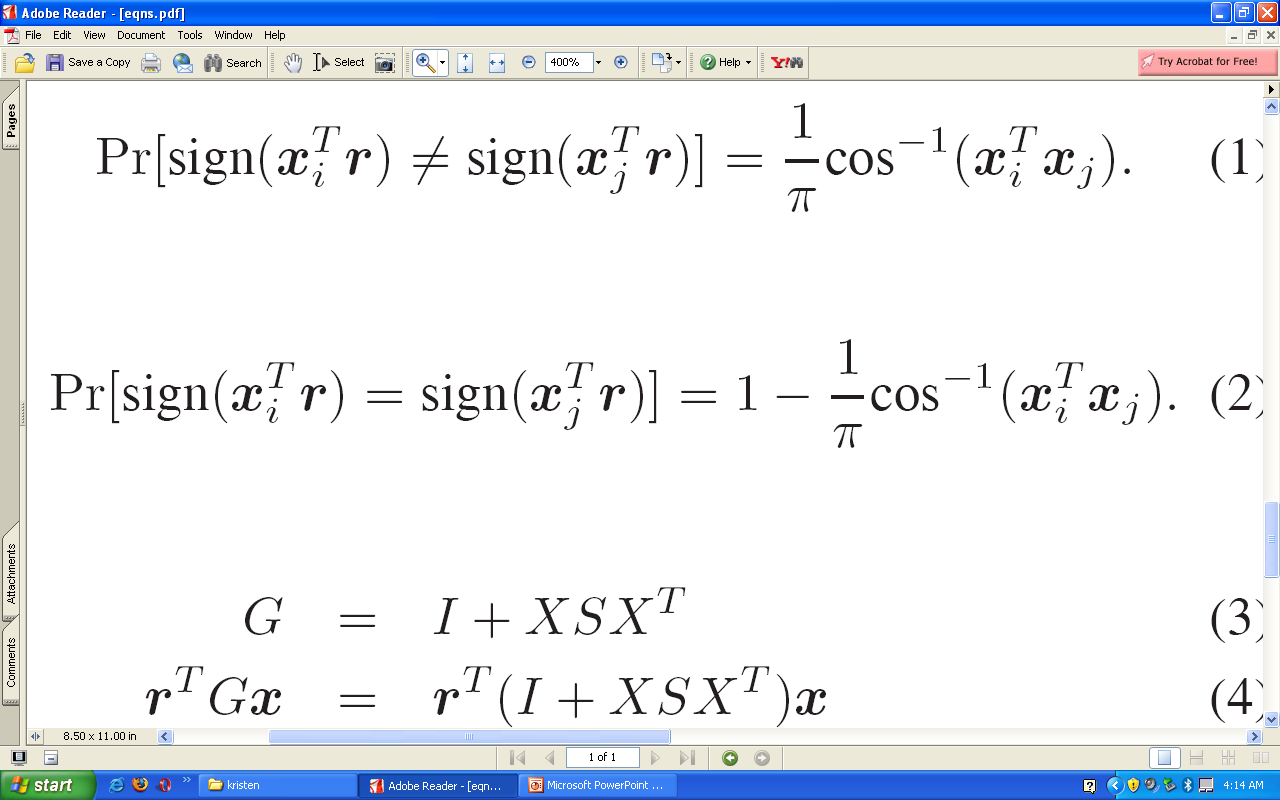 Adobe Reader - [eqns.pdf]
File Edit View Document Tools Window Help
Save a Copy Search Select 400% Help Y! Try Acrobat for Free!
Pages
Pr[sign(x_i^T r) ≠ sign(x_j^T r)] = \frac{1}{π} cos^{-1}(x_i^T x_j). (1)
Pr[sign(x_i^T r) = sign(x_j^T r)] = 1 - \frac{1}{π} cos^{-1}(x_i^T x_j). (2)
Attachments
G = I + XSX^T (3)
Comments
r^T Gx = r^T(I + XSX^T)x (4)
8.50 x 11.00 in
1 of 1
start kristen Adobe Reader - [eqn... Microsoft PowerPoint ... 4:14 AM